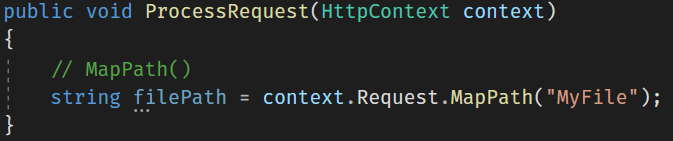 public void ProcessRequest(HttpContext context)
{
// MapPath()
string filePath = context.Request.MapPath("MyFile");
}